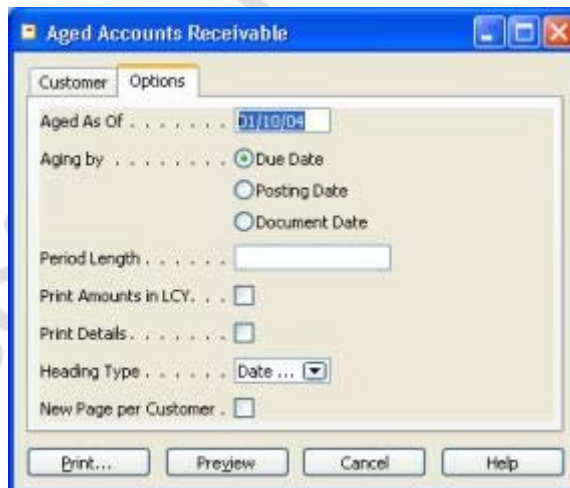 Aged Accounts Receivable
Customer Options
Aged As Of . . . . . . . 01/10/04
Aging by . . . . . . . . Due Date
Posting Date
Document Date
Period Length . . . . . .
Print Amounts in LCY. . .
Print Details. . . . . . .
Heading Type . . . . . . Date ...
New Page per Customer .
Print... Preview Cancel Help